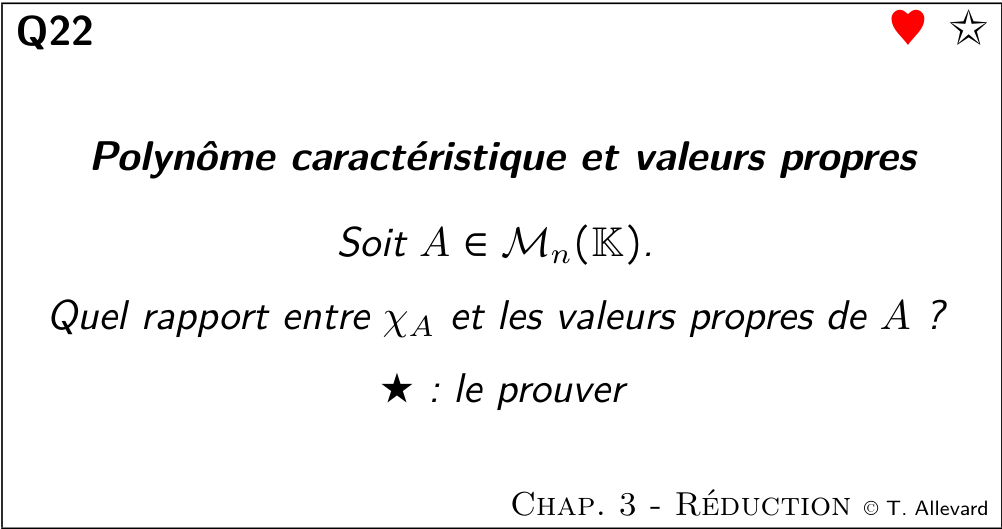 Q22 ♥ ☆
Polynôme caractéristique et valeurs propres
Soit $A \in \mathcal{M}_n(\mathbb{K})$.
Quel rapport entre $\chi_A$ et les valeurs propres de $A$ ?
★ : le prouver
Chap. 3 - Réduction © T. Allevard